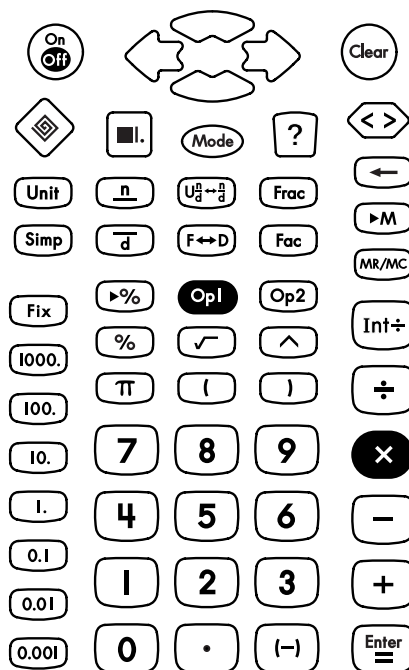 On
Off
Clear
■I. Mode ? < >
←
Unit n U n/d ↔ n/d Frac
▶M
Simp d F↔D Fac
MR/MC
▶% Op1 Op2
Fix Int÷
% √ ^
1000.
π ( ) ÷
100.
7 8 9 ×
10.
4 5 6 −
1.
0.1
1 2 3 +
0.01
0 . (−) Enter
=
0.001